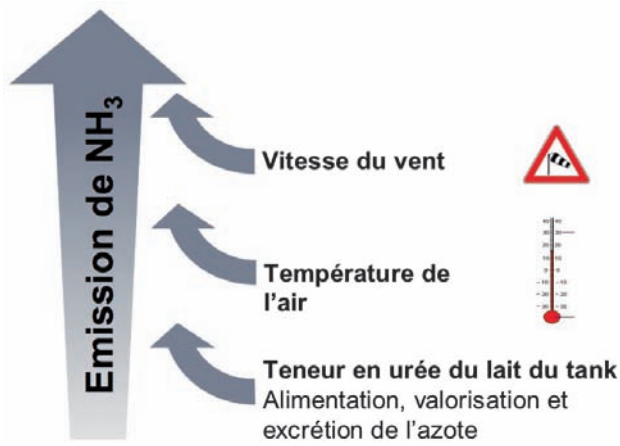 Emission de NH₃
Vitesse du vent
Température de
l'air
Teneur en urée du lait du tank
Alimentation, valorisation et
excrétion de l'azote